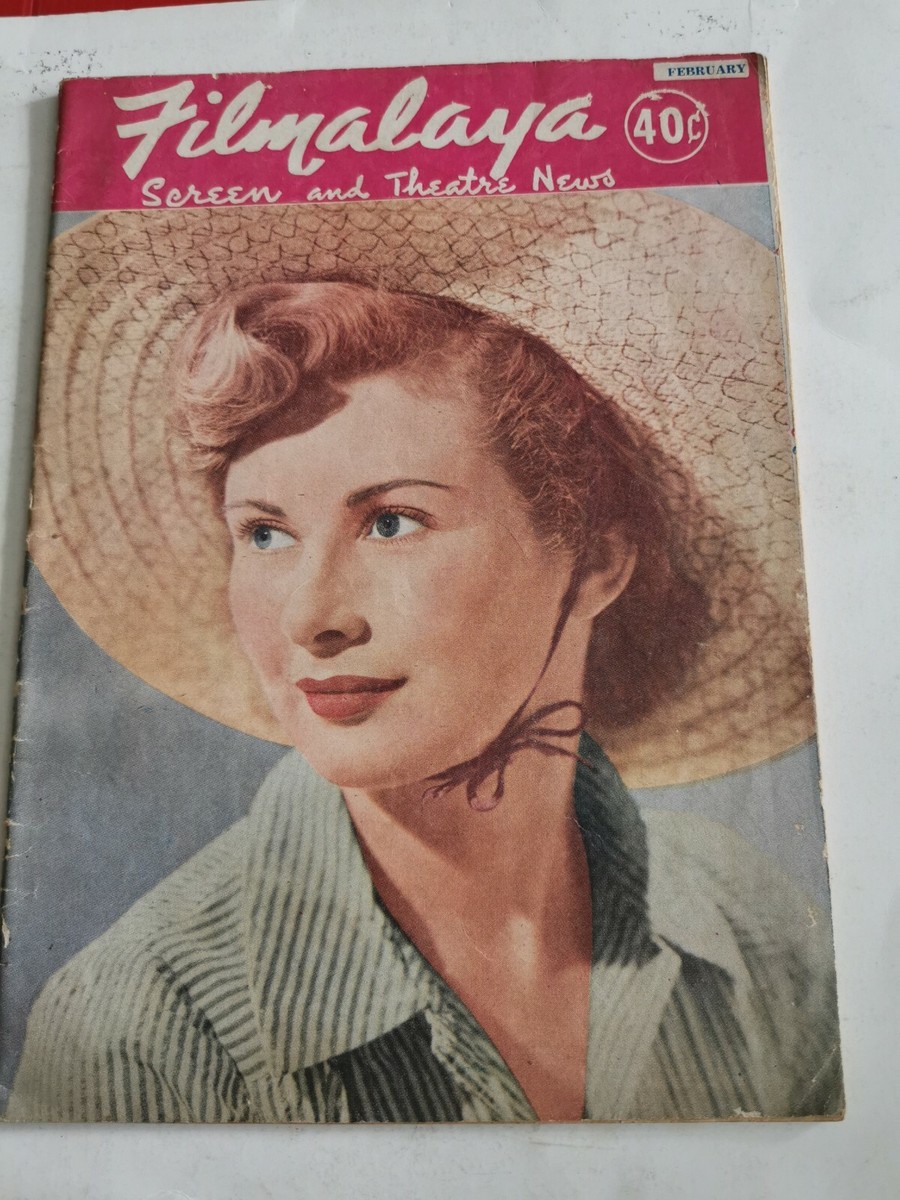 FEBRUARY
Filmalaya
40¢
Screen and Theatre News